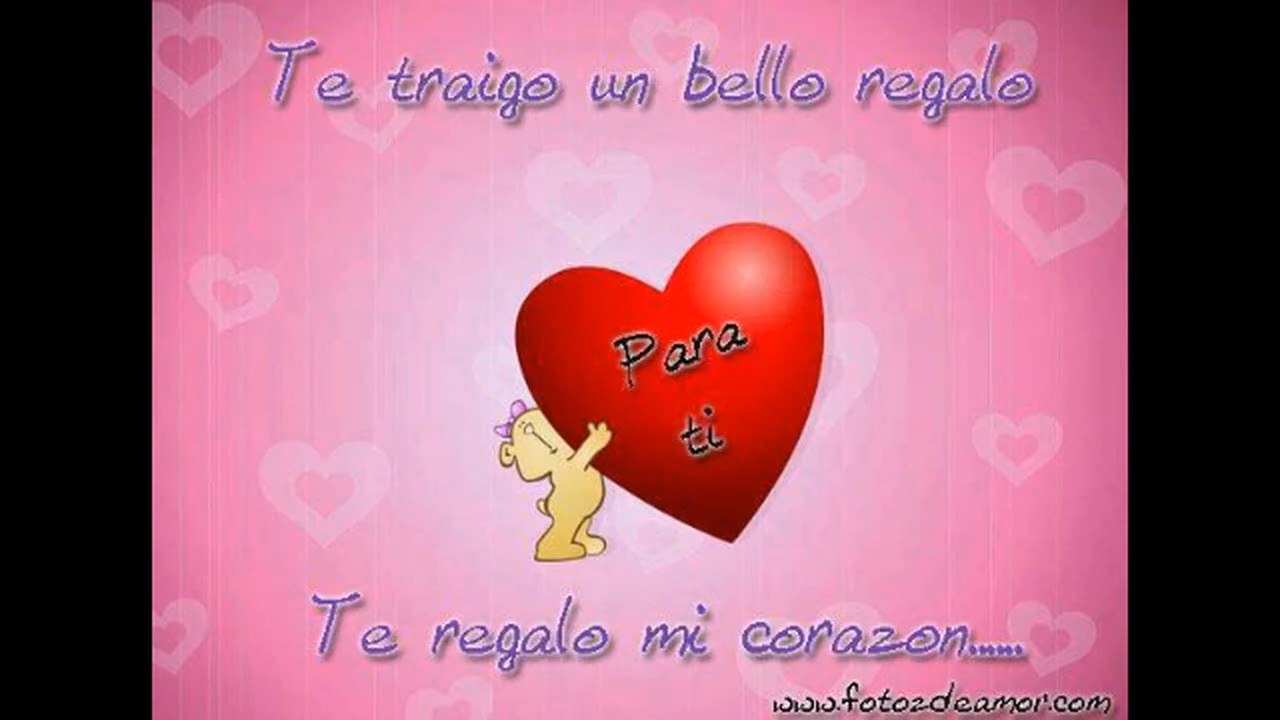 Te traigo un bello regalo
Para
ti
Te regalo mi corazon......
www.fotozdeamor.com